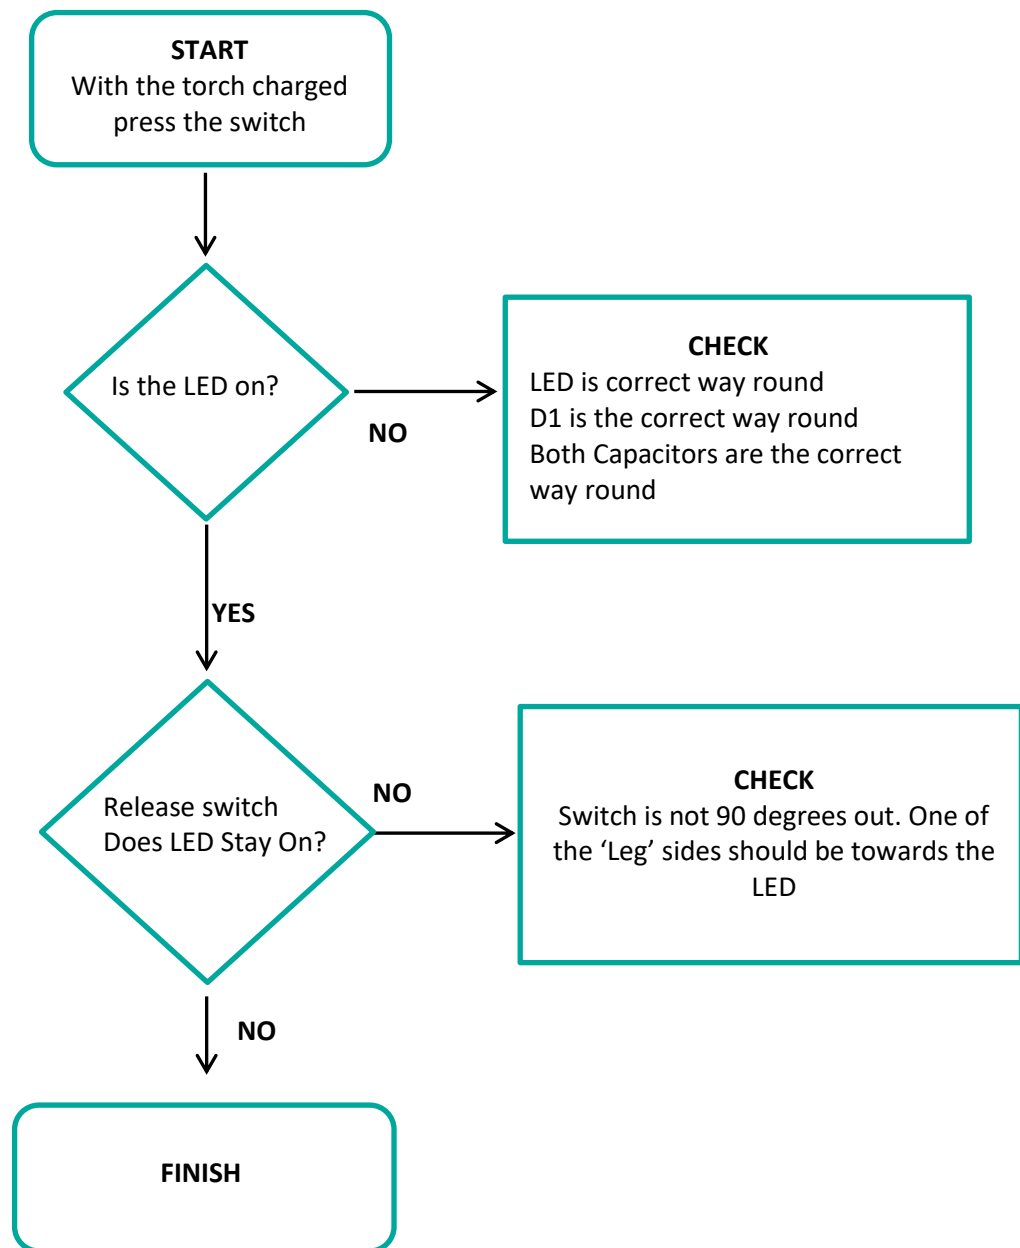 START
With the torch charged
press the switch
Is the LED on?
NO
CHECK
LED is correct way round
D1 is the correct way round
Both Capacitors are the correct
way round
YES
Release switch
Does LED Stay On?
NO
CHECK
Switch is not 90 degrees out. One of
the ‘Leg’ sides should be towards the
LED
NO
FINISH